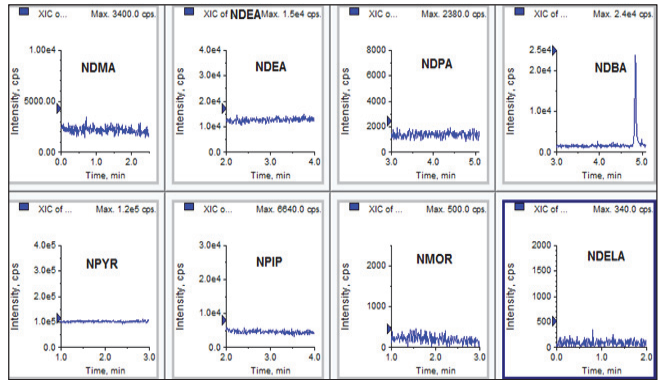 XIC of NDEA Max. 3400.0 cps.
1.00e4
5000.00
0.00
0.0 1.0 2.0
Time, min
Intensity, cps
NDMA
XIC o... Max. 1.5e4 cps.
4.0e4
3.0e4
2.0e4
1.0e4
0.0
2.0 3.0 4.0
Time, min
Intensity, cps
NDEA
XIC o... Max. 2380.0 cps.
8000
6000
4000
2000
0
3.0 4.0 5.0
Time, min
Intensity, cps
NDPA
XIC of ... Max. 2.4e4 cps.
2.5e4
2.0e4
1.0e4
0.0
3.0 4.0 5.0
Time, min
Intensity, cps
NDBA
XIC of ... Max. 1.2e5 cps.
4.0e5
3.0e5
2.0e5
1.0e5
0.0
1.0 2.0 3.0
Time, min
Intensity, cps
NPYR
XIC o... Max. 6640.0 cps.
3.0e4
2.0e4
1.0e4
0.0
2.0 3.0 4.0
Time, min
Intensity, cps
NPIP
XIC of ... Max. 500.0 cps.
2000
1000
0
1.0 2.0 3.0
Time, min
Intensity, cps
NMOR
XIC of ... Max. 340.0 cps.
2000
1500
1000
500
0
0.0 1.0 2.0
Time, min
Intensity, cps
NDELA